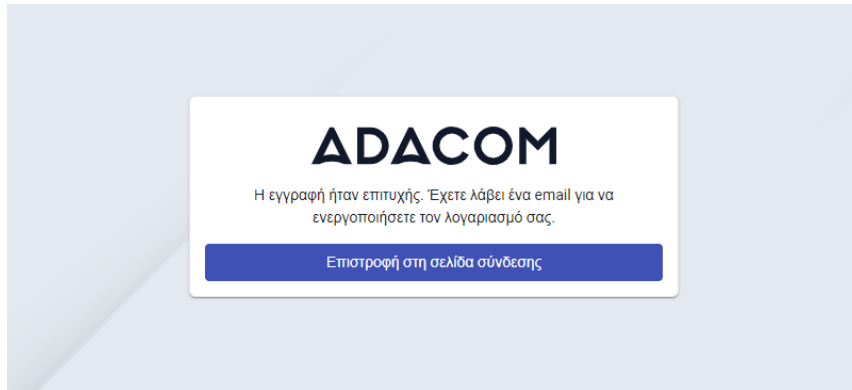 ADACOM
Η εγγραφή ήταν επιτυχής. Έχετε λάβει ένα email για να
ενεργοποιήσετε τον λογαριασμό σας.
Επιστροφή στη σελίδα σύνδεσης